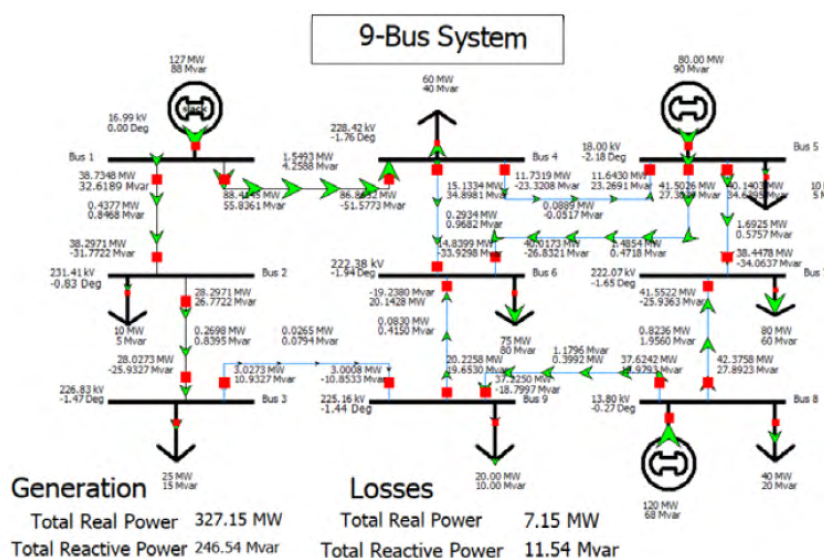 9-Bus System
127 MW
88 Mvar
slack
16.99 kV
0.00 Deg
Bus 1
60 MW
40 Mvar
228.42 kV
-1.76 Deg
Bus 4
80.00 MW
90 Mvar
18.00 kV
-2.18 Deg
Bus 5
10 MW
5 M
38.7348 MW
32.6189 Mvar
1.5493 MW
4.2588 Mvar
MW
55.8361 Mvar
MW
-51.5773 Mvar
15.1334 MW
34.8981 Mvar
11.7319 MW
-23.3208 Mvar
11.6430 MW
23.2691 Mvar
0.0889 MW
-0.0517 Mvar
41.5026 MW
0.4377 MW
0.8468 Mvar
0.2934 MW
0.9682 Mvar
1.6925 MW
0.5757 Mvar
38.2971 MW
-31.7722 Mvar
MW
-33.9298 Mvar
40.0173 MW
-26.8321 Mvar
1.4854 MW
0.4718 Mvar
38.4478 MW
-34.0637 Mvar
231.41 kV
-0.83 Deg
Bus 2
222.38 kV
-1.94 Deg
Bus 6
222.07 kV
-1.65 Deg
Bus
28.2971 MW
26.7722 Mvar
-19.2380 MW
20.1428 Mvar
41.5522 MW
-25.9363 Mvar
10 MW
5 Mvar
75 MW
80 Mvar
80 MW
60 Mvar
0.2698 MW
0.8395 Mvar
0.0265 MW
0.0794 Mvar
0.0830 MW
0.4150 Mvar
0.8236 MW
1.9560 Mvar
28.0273 MW
-25.9327 Mvar
3.0273 MW
10.9327 Mvar
3.0008 MW
-10.8533 Mvar
20.2258 MW
Mvar
1.1796 MW
0.3992 Mvar
MW
-18.7997 Mvar
37.6242 MW
Mvar
42.3758 MW
27.8923 Mvar
226.83 kV
-1.47 Deg
Bus 3
225.16 kV
-1.44 Deg
Bus 9
13.80 kV
-0.27 Deg
Bus 8
25 MW
15 Mvar
20.00 MW
10.00 Mvar
120 MW
68 Mvar
40 MW
20 Mvar
Generation
Total Real Power 327.15 MW
Total Reactive Power 246.54 Mvar
Losses
Total Real Power 7.15 MW
Total Reactive Power 11.54 Mvar